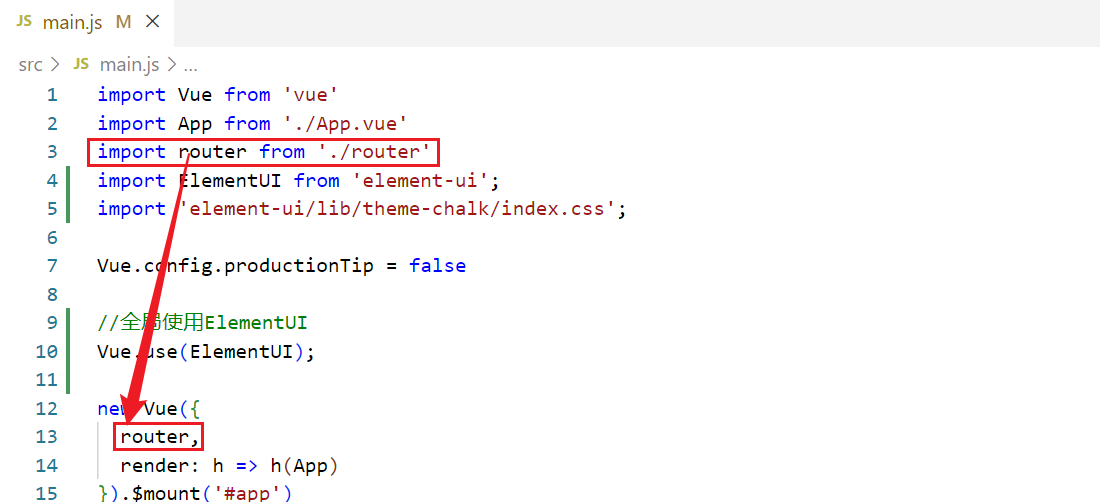 JS main.js M ×
src > JS main.js > ...
1 import Vue from 'vue'
2 import App from './App.vue'
3 import router from './router'
4 import ElementUI from 'element-ui';
5 import 'element-ui/lib/theme-chalk/index.css';
6
7 Vue.config.productionTip = false
8
9 //全局使用ElementUI
10 Vue.use(ElementUI);
11
12 new Vue({
13 router,
14 render: h => h(App)
15 }).$mount('#app')